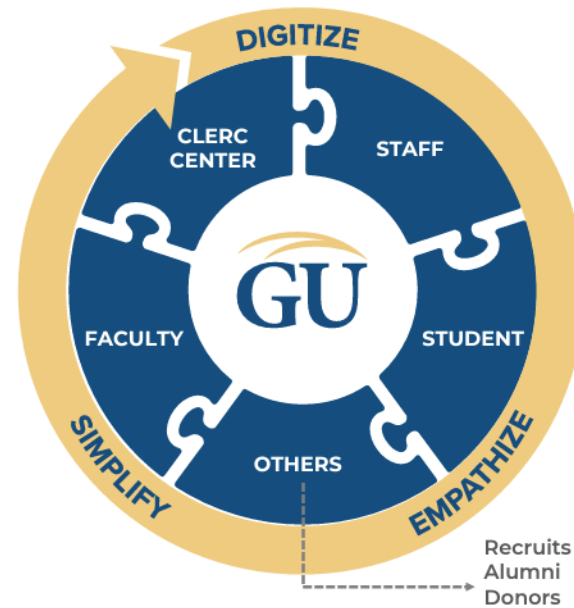 DIGITIZE
CLERC
CENTER
STAFF
GU
FACULTY
STUDENT
OTHERS
SIMPLIFY
EMPATHIZE
Recruits
Alumni
Donors